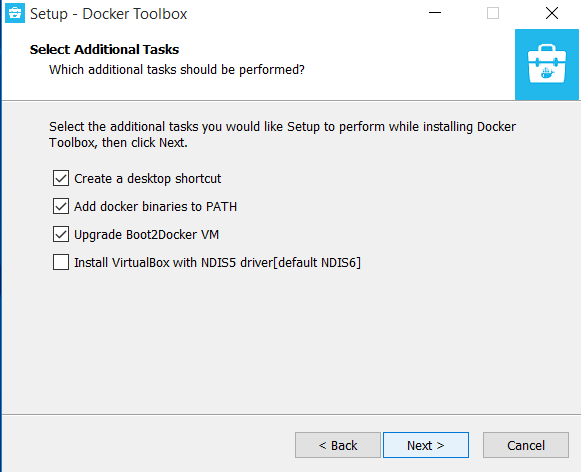 Setup - Docker Toolbox
Select Additional Tasks
Which additional tasks should be performed?
Select the additional tasks you would like Setup to perform while installing Docker
Toolbox, then click Next.
Create a desktop shortcut
Add docker binaries to PATH
Upgrade Boot2Docker VM
Install VirtualBox with NDIS5 driver[default NDIS6]
< Back
Next >
Cancel